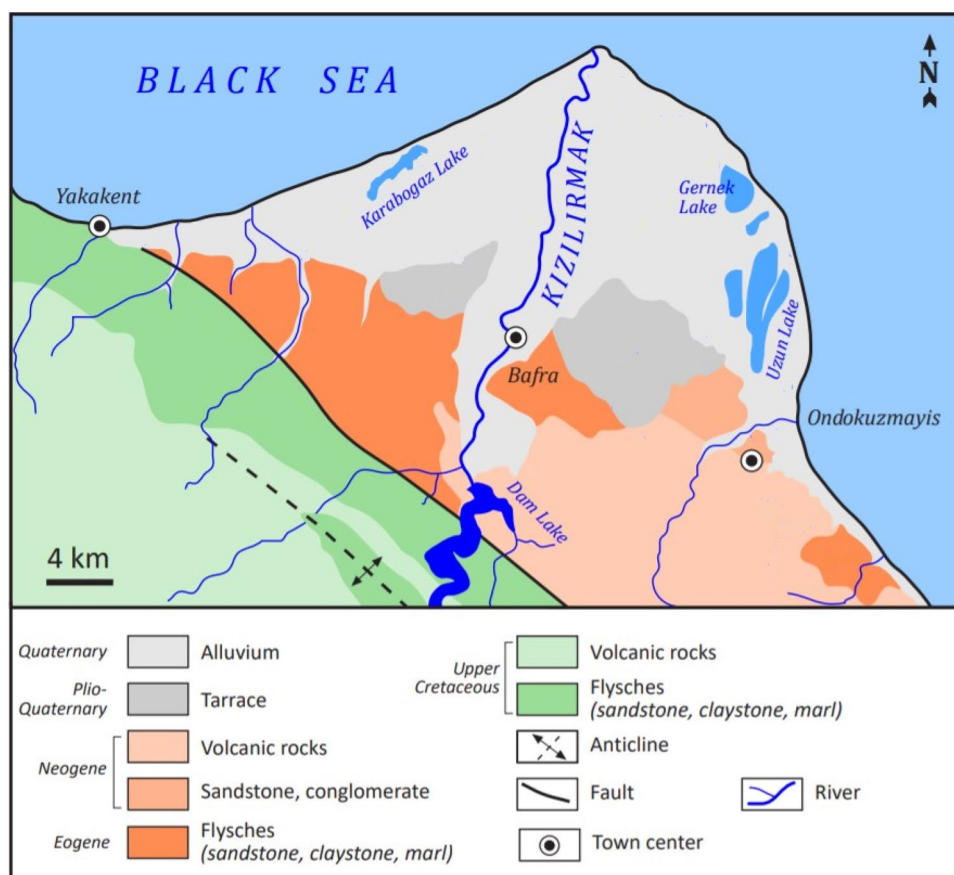 BLACK SEA
N
Yakakent
Karabogaz Lake
KIZILIRMAK
Gernek
Lake
Uzun Lake
Bafra
Ondokuzmayis
Dam Lake
4 km
Quaternary
Alluvium
Plio-
Quaternary
Tarrace
Neogene
Volcanic rocks
Sandstone, conglomerate
Eogene
Flysches
(sandstone, claystone, marl)
Upper
Cretaceous
Volcanic rocks
Flysches
(sandstone, claystone, marl)
Anticline
Fault
River
Town center